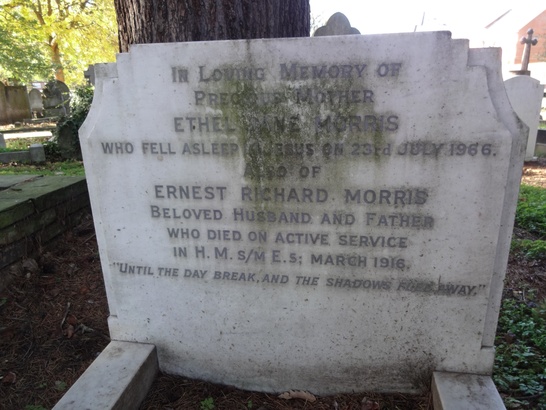 In Loving Memory of
Precious Mother
Ethel Jane Morris
who fell asleep in Jesus on 23rd July 1966.
also of
Ernest Richard Morris
Beloved Husband and Father
who died on active service
in H.M. S/M E.5; March 1916.
"Until the day break, and the shadows flee away."